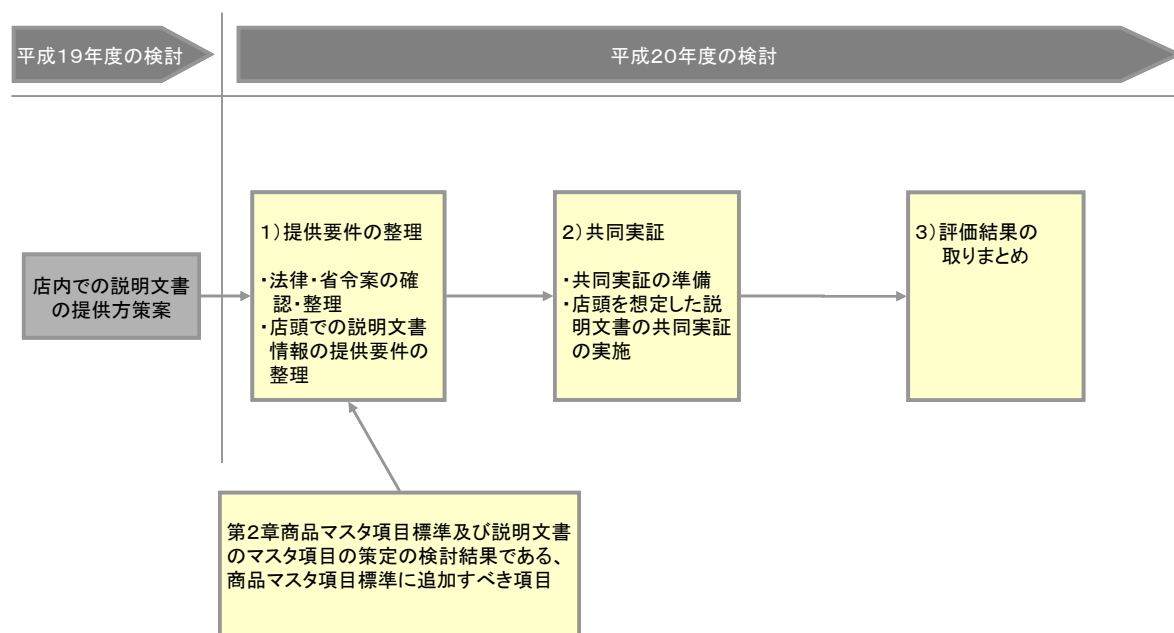 平成１９年度の検討
平成２０年度の検討
店内での説明文書
の提供方策案
１）提供要件の整理
・法律・省令案の確
認・整理
・店頭での説明文書
情報の提供要件の
整理
２）共同実証
・共同実証の準備
・店頭を想定した説
明文書の共同実証
の実施
３）評価結果の
取りまとめ
第２章商品マスタ項目標準及び説明文書
のマスタ項目の策定の検討結果である、
商品マスタ項目標準に追加すべき項目